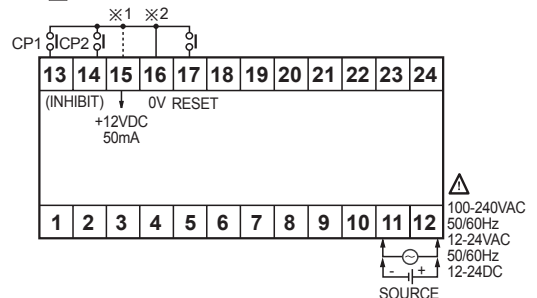 ※1 ※2
CP1 CP2
13 14 15 16 17 18 19 20 21 22 23 24
(INHIBIT) 0V RESET
+12VDC
50mA
1 2 3 4 5 6 7 8 9 10 11 12
100-240VAC
50/60Hz
12-24VAC
50/60Hz
12-24DC
- +
SOURCE